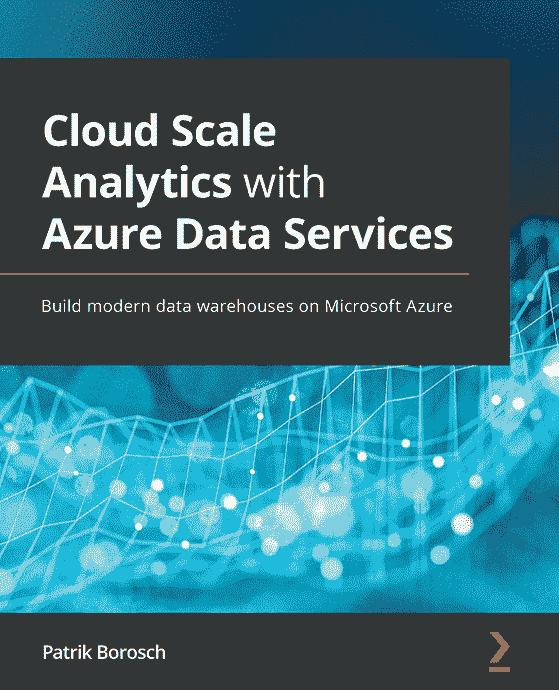 Cloud Scale
Analytics with
Azure Data Services
Build modern data warehouses on Microsoft Azure
Patrik Borosch